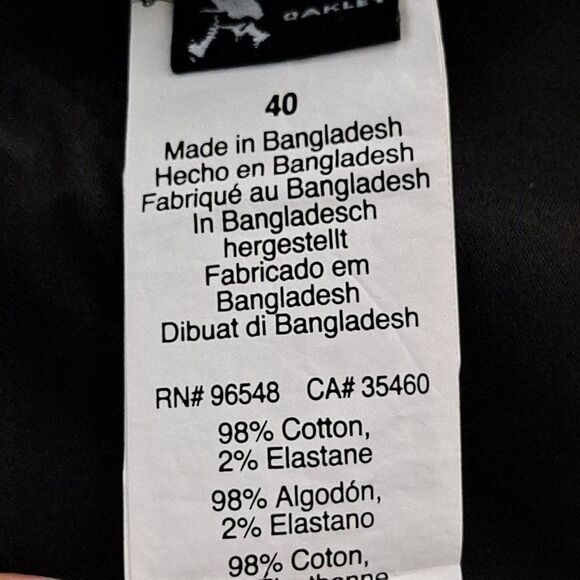 OAKLEY
40
Made in Bangladesh
Hecho en Bangladesh
Fabriqué au Bangladesh
In Bangladesch
hergestellt
Fabricado em
Bangladesh
Dibuat di Bangladesh
RN# 96548 CA# 35460
98% Cotton,
2% Elastane
98% Algodón,
2% Elastano
98% Coton,